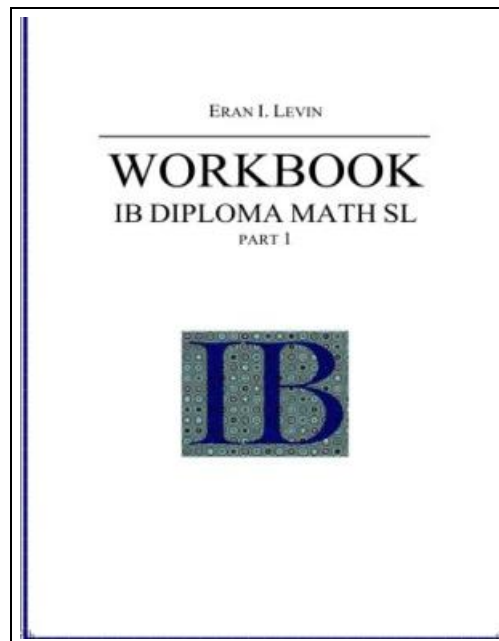 ERAN I. LEVIN
WORKBOOK
IB DIPLOMA MATH SL
PART 1
IB